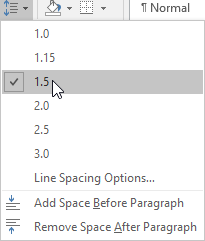 ¶ Normal
1.0
1.15
1.5
2.0
2.5
3.0
Line Spacing Options...
Add Space Before Paragraph
Remove Space After Paragraph